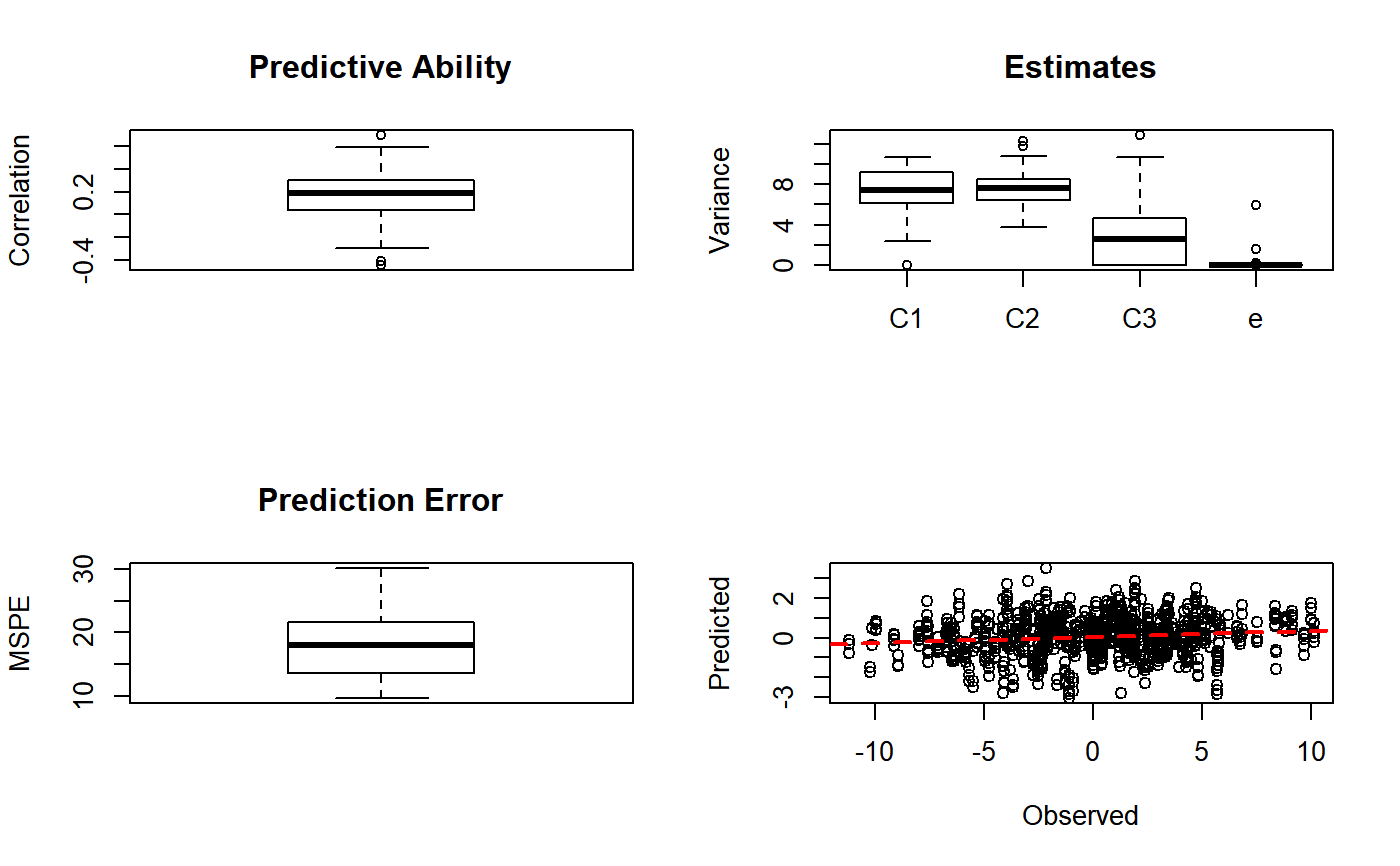 Predictive Ability
Correlation
0.2
-0.4
Estimates
Variance
8
4
0
C1 C2 C3 e
Prediction Error
MSPE
30
20
10
Predicted
2
0
-3
-10 -5 0 5 10
Observed